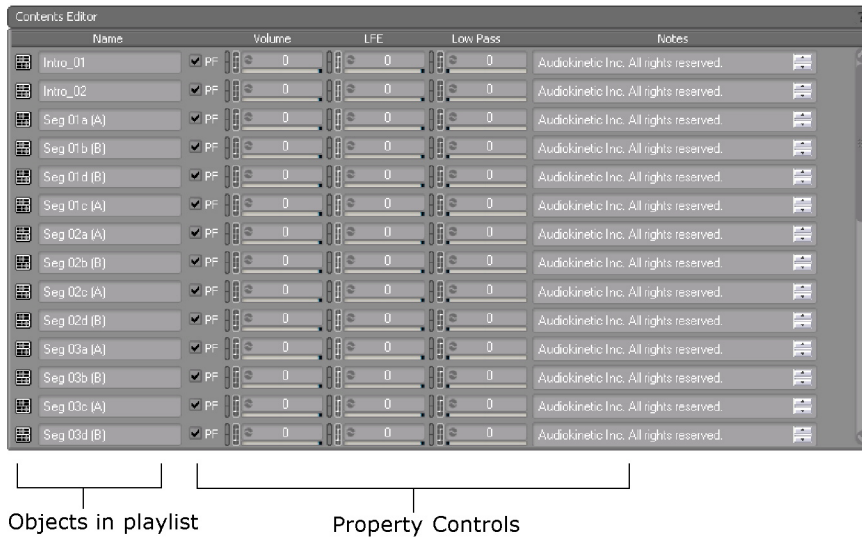 Contents Editor
Name Volume LFE Low Pass Notes
Intro_01 PF 0 0 0 Audiokinetic Inc. All rights reserved.
Intro_02 PF 0 0 0 Audiokinetic Inc. All rights reserved.
Seg 01a (A) PF 0 0 0 Audiokinetic Inc. All rights reserved.
Seg 01b (B) PF 0 0 0 Audiokinetic Inc. All rights reserved.
Seg 01d (B) PF 0 0 0 Audiokinetic Inc. All rights reserved.
Seg 01c (A) PF 0 0 0 Audiokinetic Inc. All rights reserved.
Seg 02a (A) PF 0 0 0 Audiokinetic Inc. All rights reserved.
Seg 02b (B) PF 0 0 0 Audiokinetic Inc. All rights reserved.
Seg 02c (A) PF 0 0 0 Audiokinetic Inc. All rights reserved.
Seg 02d (B) PF 0 0 0 Audiokinetic Inc. All rights reserved.
Seg 03a (A) PF 0 0 0 Audiokinetic Inc. All rights reserved.
Seg 03b (B) PF 0 0 0 Audiokinetic Inc. All rights reserved.
Seg 03c (A) PF 0 0 0 Audiokinetic Inc. All rights reserved.
Seg 03d (B) PF 0 0 0 Audiokinetic Inc. All rights reserved.
Objects in playlist Property Controls